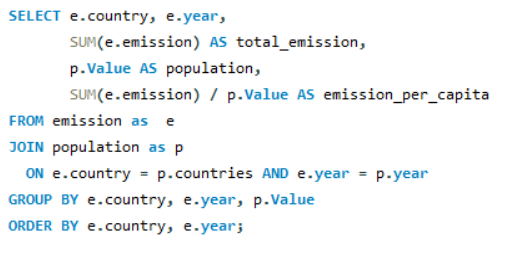 SELECT e.country, e.year,
SUM(e.emission) AS total_emission,
p.Value AS population,
SUM(e.emission) / p.Value AS emission_per_capita
FROM emission as  e
JOIN population as p
ON e.country = p.countries AND e.year = p.year
GROUP BY e.country, e.year, p.Value
ORDER BY e.country, e.year;